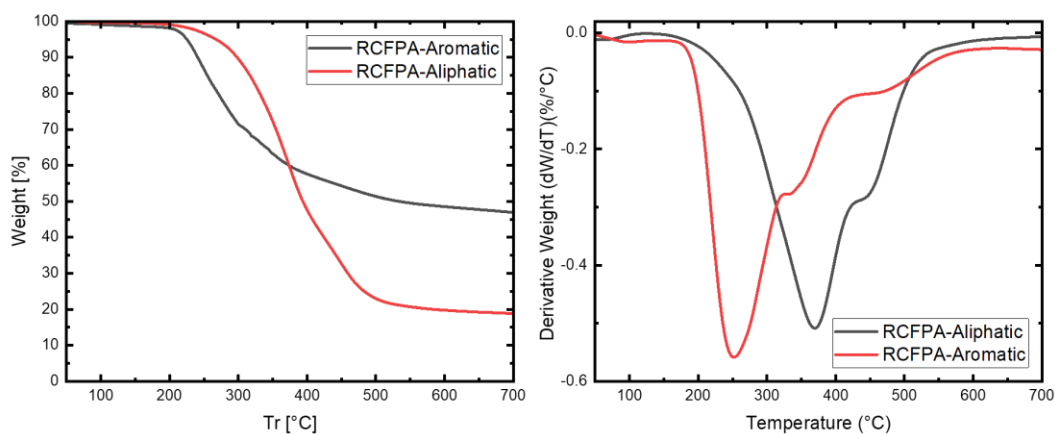 100
90
80
70
60
50
40
30
20
10
0
Weight [%]
100 200 300 400 500 600 700
Tr [°C]
RCFPA-Aromatic
RCFPA-Aliphatic
0.0
-0.2
-0.4
-0.6
Derivative Weight (dW/dT)(%/°C)
100 200 300 400 500 600 700
Temperature (°C)
RCFPA-Aliphatic
RCFPA-Aromatic